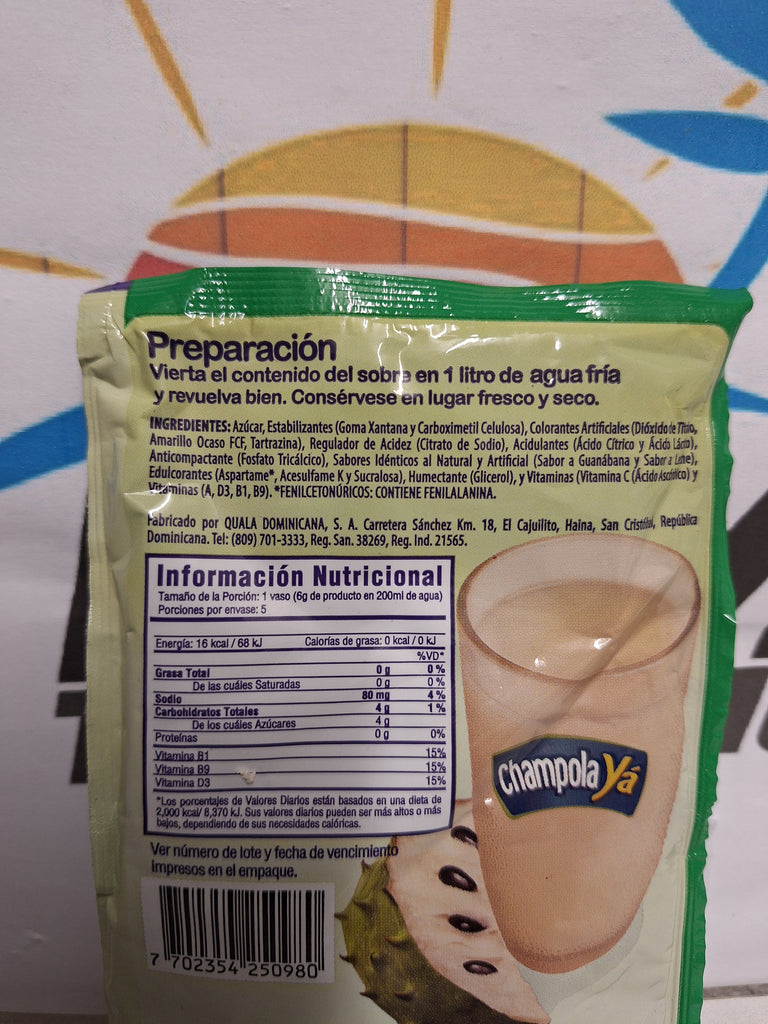 Preparación
Vierta el contenido del sobre en 1 litro de agua fría
y revuelva bien. Consérvese en lugar fresco y seco.
INGREDIENTES: Azúcar, Estabilizantes (Goma Xantana y Carboximetil Celulosa), Colorantes Artificiales (Dióxido de Titanio,
Amarillo Ocaso FCF, Tartrazina), Regulador de Acidez (Citrato de Sodio), Acidulantes (Ácido Cítrico y Ácido Láctico),
Anticompactante (Fosfato Tricálcico), Sabores Idénticos al Natural y Artificial (Sabor a Guanábana y Sabor a Leche),
Edulcorantes (Aspartame*, Acesulfame K y Sucralosa), Humectante (Glicerol), y Vitaminas (Vitamina C (Ácido Ascórbico) y
Vitaminas (A, D3, B1, B9). *FENILCETONÚRICOS: CONTIENE FENILALANINA.
Fabricado por QUALA DOMINICANA, S. A. Carretera Sánchez Km. 18, El Cajuilito, Haina, San Cristóbal, República
Dominicana. Tel: (809) 701-3333, Reg. San. 38269, Reg. Ind. 21565.
Información Nutricional
Tamaño de la Porción: 1 vaso (6g de producto en 200ml de agua)
Porciones por envase: 5
Energía: 16 kcal / 68 kJ Calorías de grasa: 0 kcal / 0 kJ
%VD*
Grasa Total 0 g 0 %
De las cuáles Saturadas 0 g 0 %
Sodio 80 mg 4 %
Carbohidratos Totales 4 g 1 %
De los cuáles Azúcares 4 g
Proteínas 0 g 0%
Vitamina B1 15%
Vitamina B9 15%
Vitamina D3 15%
*Los porcentajes de Valores Diarios están basados en una dieta de
2,000 kcal/ 8,370 kJ. Sus valores diarios pueden ser más altos o más
bajos, dependiendo de sus necesidades calóricas.
Champola Yá
Ver número de lote y fecha de vencimiento
impresos en el empaque.
7 702354 250980